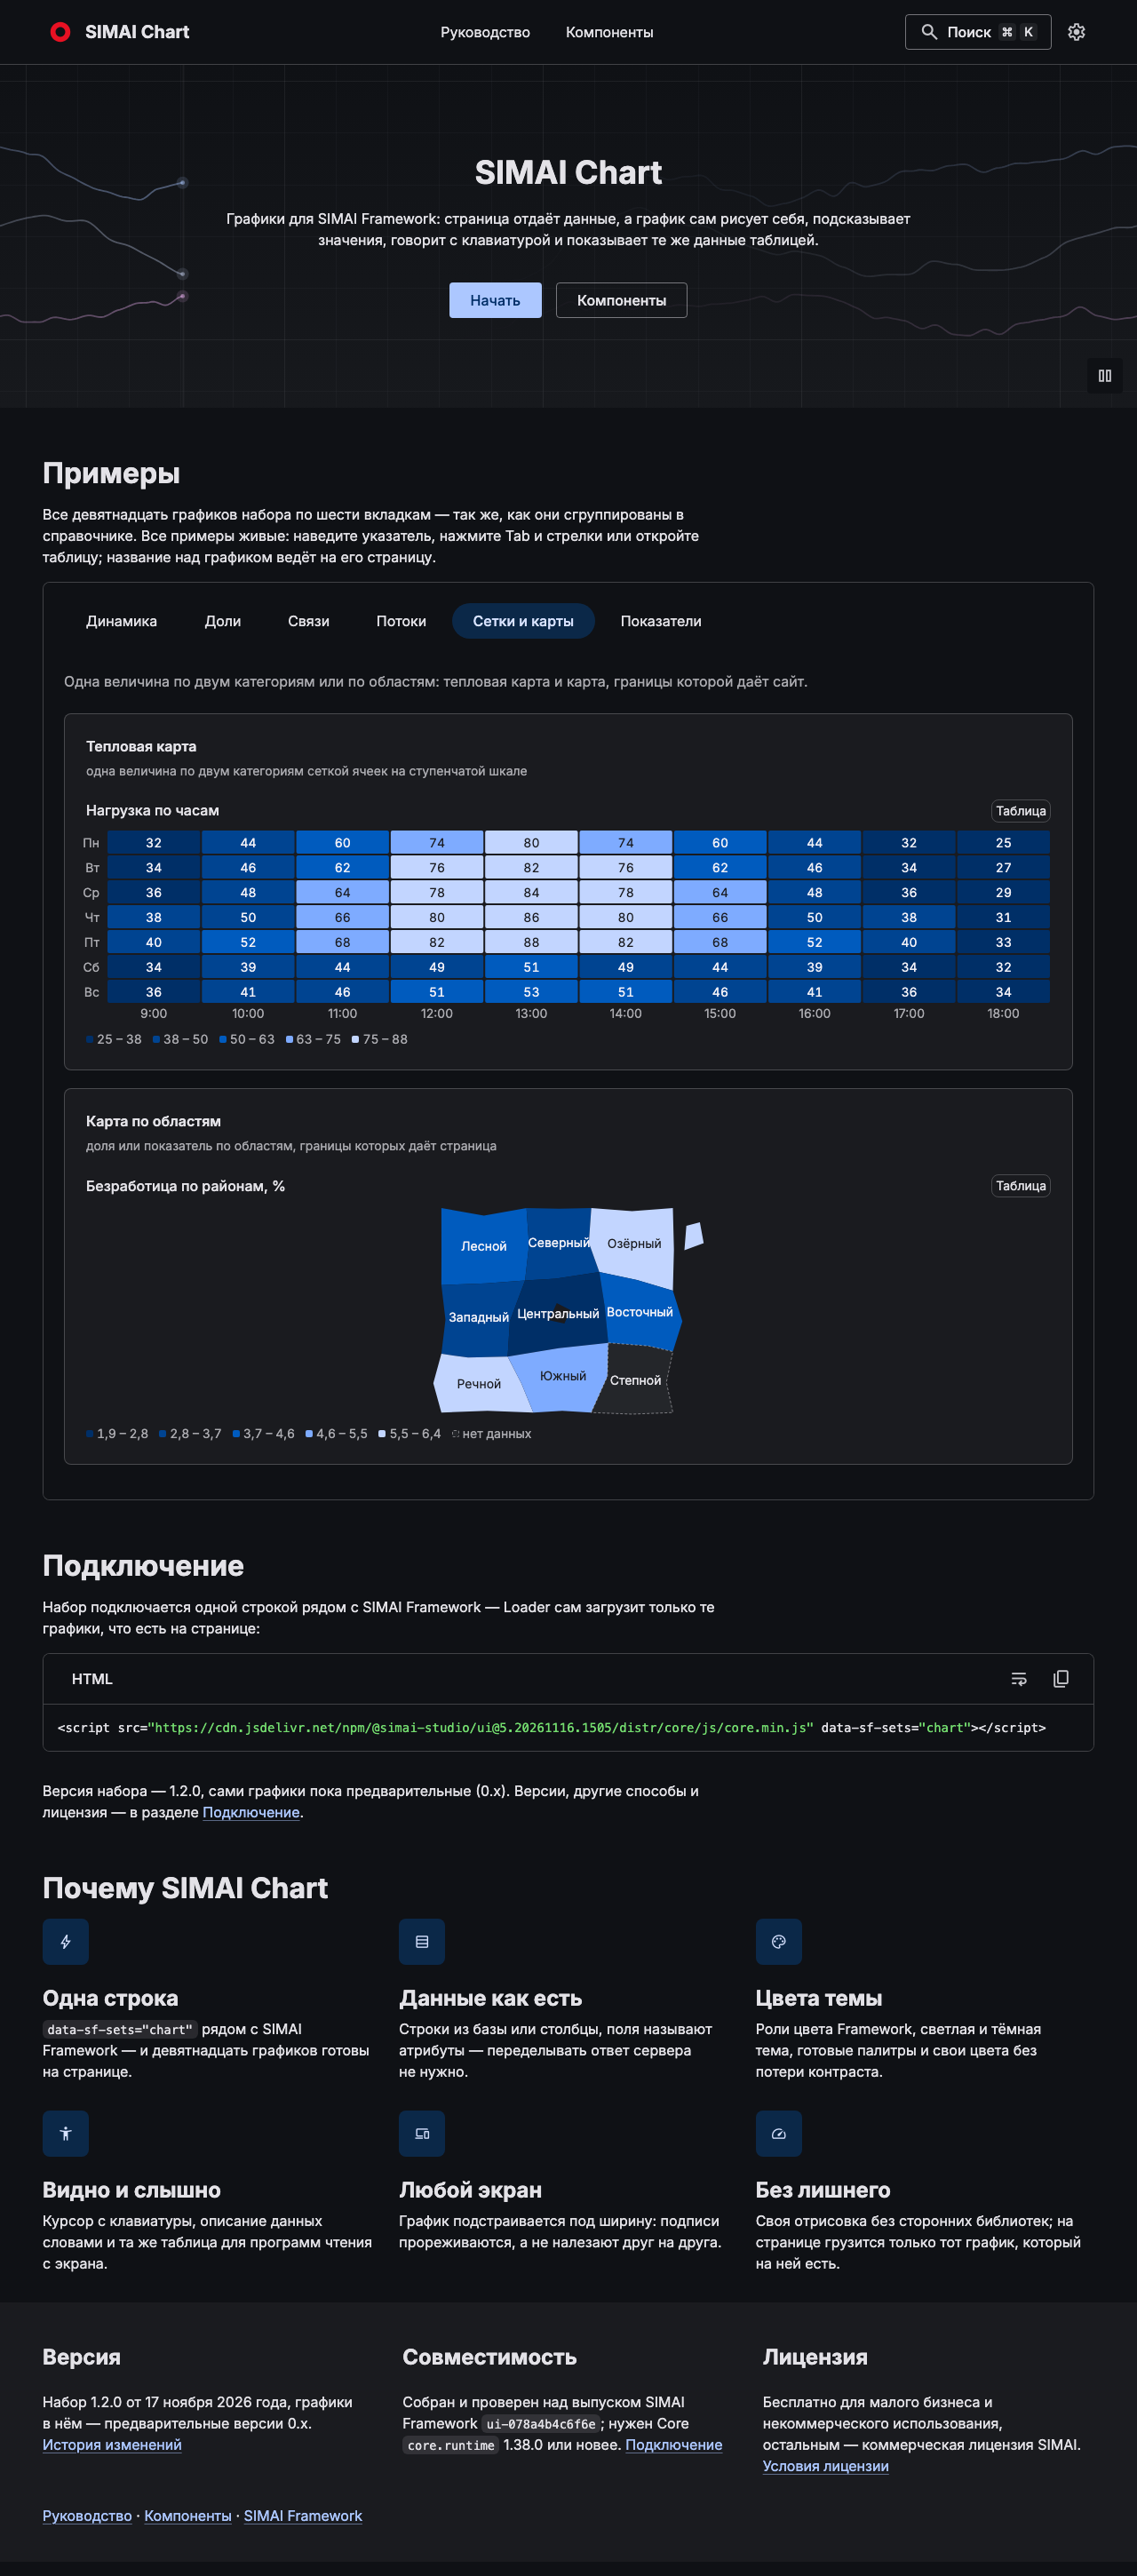 SIMAI Chart
Руководство
Компоненты
Поиск ⌘ K
SIMAI Chart
Графики для SIMAI Framework: страница отдаёт данные, а график сам рисует себя, подсказывает
значения, говорит с клавиатурой и показывает те же данные таблицей.
Начать
Компоненты
Примеры
Все девятнадцать графиков набора по шести вкладкам — так же, как они сгруппированы в
справочнике. Все примеры живые: наведите указатель, нажмите Tab и стрелки или откройте
таблицу; название над графиком ведёт на его страницу.
Динамика Доли Связи Потоки Сетки и карты Показатели
Одна величина по двум категориям или по областям: тепловая карта и карта, границы которой даёт сайт.
Тепловая карта
одна величина по двум категориям сеткой ячеек на ступенчатой шкале
Нагрузка по часам
Таблица
Пн 32 44 60 74 80 74 60 44 32 25
Вт 34 46 62 76 82 76 62 46 34 27
Ср 36 48 64 78 84 78 64 48 36 29
Чт 38 50 66 80 86 80 66 50 38 31
Пт 40 52 68 82 88 82 68 52 40 33
Сб 34 39 44 49 51 49 44 39 34 32
Вс 36 41 46 51 53 51 46 41 36 34
9:00 10:00 11:00 12:00 13:00 14:00 15:00 16:00 17:00 18:00
25 – 38 38 – 50 50 – 63 63 – 75 75 – 88
Карта по областям
доля или показатель по областям, границы которых даёт страница
Безработица по районам, %
Таблица
Лесной Северный Озёрный
Западный Центральный Восточный
Речной Южный Степной
1,9 – 2,8 2,8 – 3,7 3,7 – 4,6 4,6 – 5,5 5,5 – 6,4 нет данных
Подключение
Набор подключается одной строкой рядом с SIMAI Framework — Loader сам загрузит только те
графики, что есть на странице:
HTML
<script src="https://cdn.jsdelivr.net/npm/@simai-studio/ui@5.20261116.1505/distr/core/js/core.min.js" data-sf-sets="chart"></script>
Версия набора — 1.2.0, сами графики пока предварительные (0.x). Версии, другие способы и
лицензия — в разделе Подключение.
Почему SIMAI Chart
Одна строка
data-sf-sets="chart" рядом с SIMAI
Framework — и девятнадцать графиков готовы
на странице.
Данные как есть
Строки из базы или столбцы, поля называют
атрибуты — переделывать ответ сервера
не нужно.
Цвета темы
Роли цвета Framework, светлая и тёмная
тема, готовые палитры и свои цвета без
потери контраста.
Видно и слышно
Курсор с клавиатуры, описание данных
словами и та же таблица для программ чтения
с экрана.
Любой экран
График подстраивается под ширину: подписи
прореживаются, а не налезают друг на друга.
Без лишнего
Своя отрисовка без сторонних библиотек; на
странице грузится только тот график, который
на ней есть.
Версия
Набор 1.2.0 от 17 ноября 2026 года, графики
в нём — предварительные версии 0.x.
История изменений
Совместимость
Собран и проверен над выпуском SIMAI
Framework ui-078a4b4c6f6e; нужен Core
core.runtime 1.38.0 или новее. Подключение
Лицензия
Бесплатно для малого бизнеса и
некоммерческого использования,
остальным — коммерческая лицензия SIMAI.
Условия лицензии
Руководство · Компоненты · SIMAI Framework